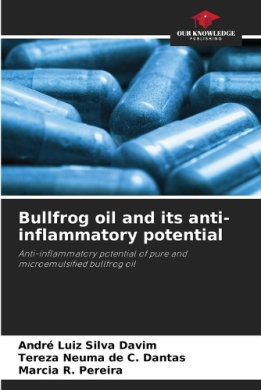 OUR KNOWLEDGE
PUBLISHING
Bullfrog oil and its anti-
inflammatory potential
Anti-inflammatory potential of pure and
microemulsified bullfrog oil
André Luiz Silva Davim
Tereza Neuma de C. Dantas
Marcia R. Pereira